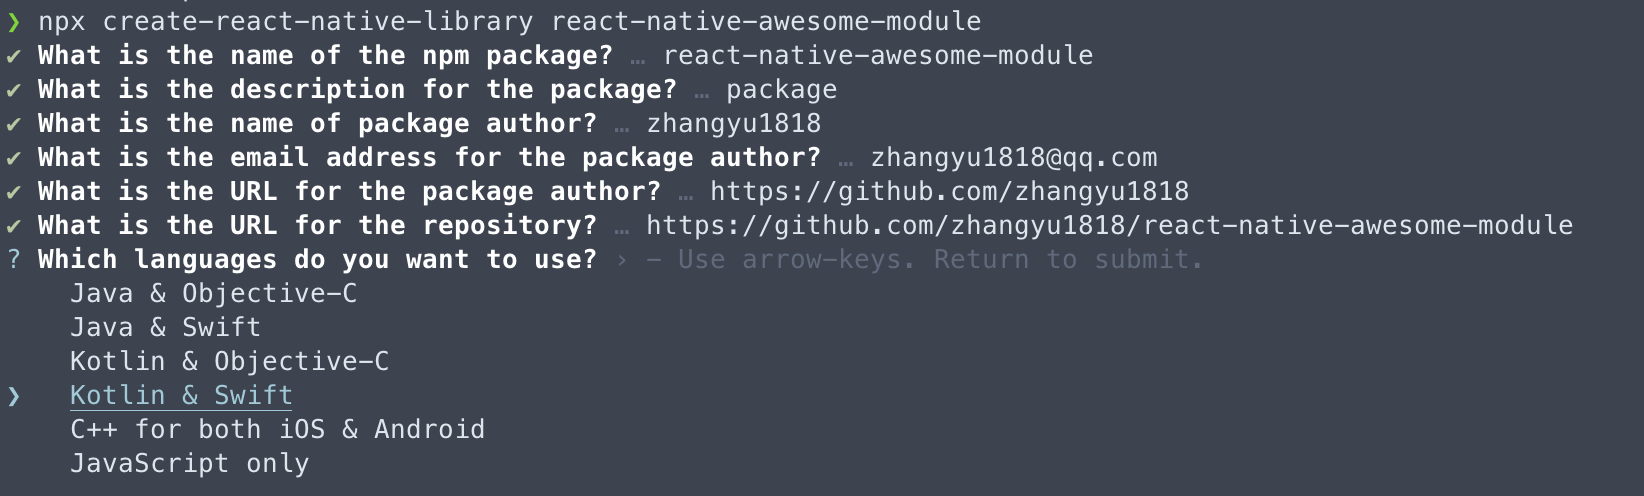 ❯ npx create-react-native-library react-native-awesome-module
✔ What is the name of the npm package? … react-native-awesome-module
✔ What is the description for the package? … package
✔ What is the name of package author? … zhangyu1818
✔ What is the email address for the package author? … zhangyu1818@qq.com
✔ What is the URL for the package author? … https://github.com/zhangyu1818
✔ What is the URL for the repository? … https://github.com/zhangyu1818/react-native-awesome-module
? Which languages do you want to use? › - Use arrow-keys. Return to submit.
Java & Objective-C
Java & Swift
Kotlin & Objective-C
❯ Kotlin & Swift
C++ for both iOS & Android
JavaScript only